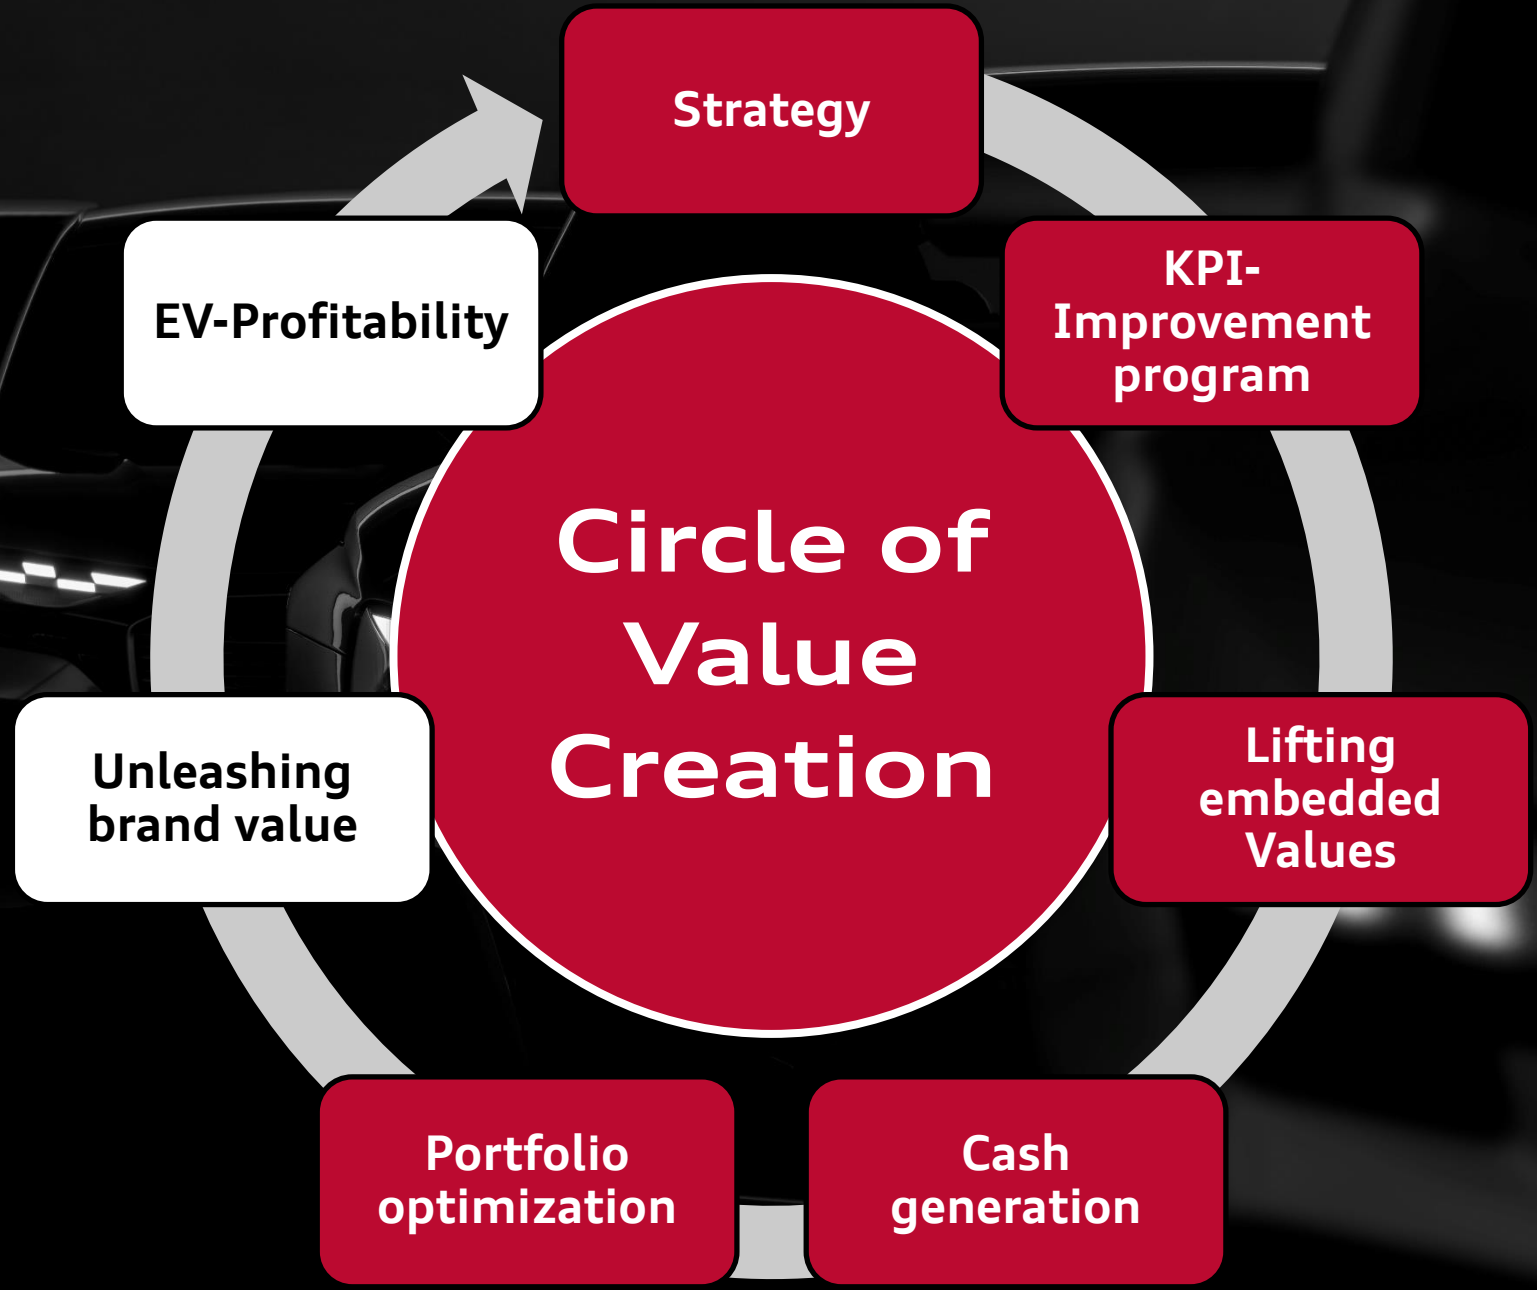 Strategy
KPI-
Improvement
program
Lifting
embedded
Values
Cash
generation
Portfolio
optimization
Unleashing
brand value
EV-Profitability
Circle of
Value
Creation